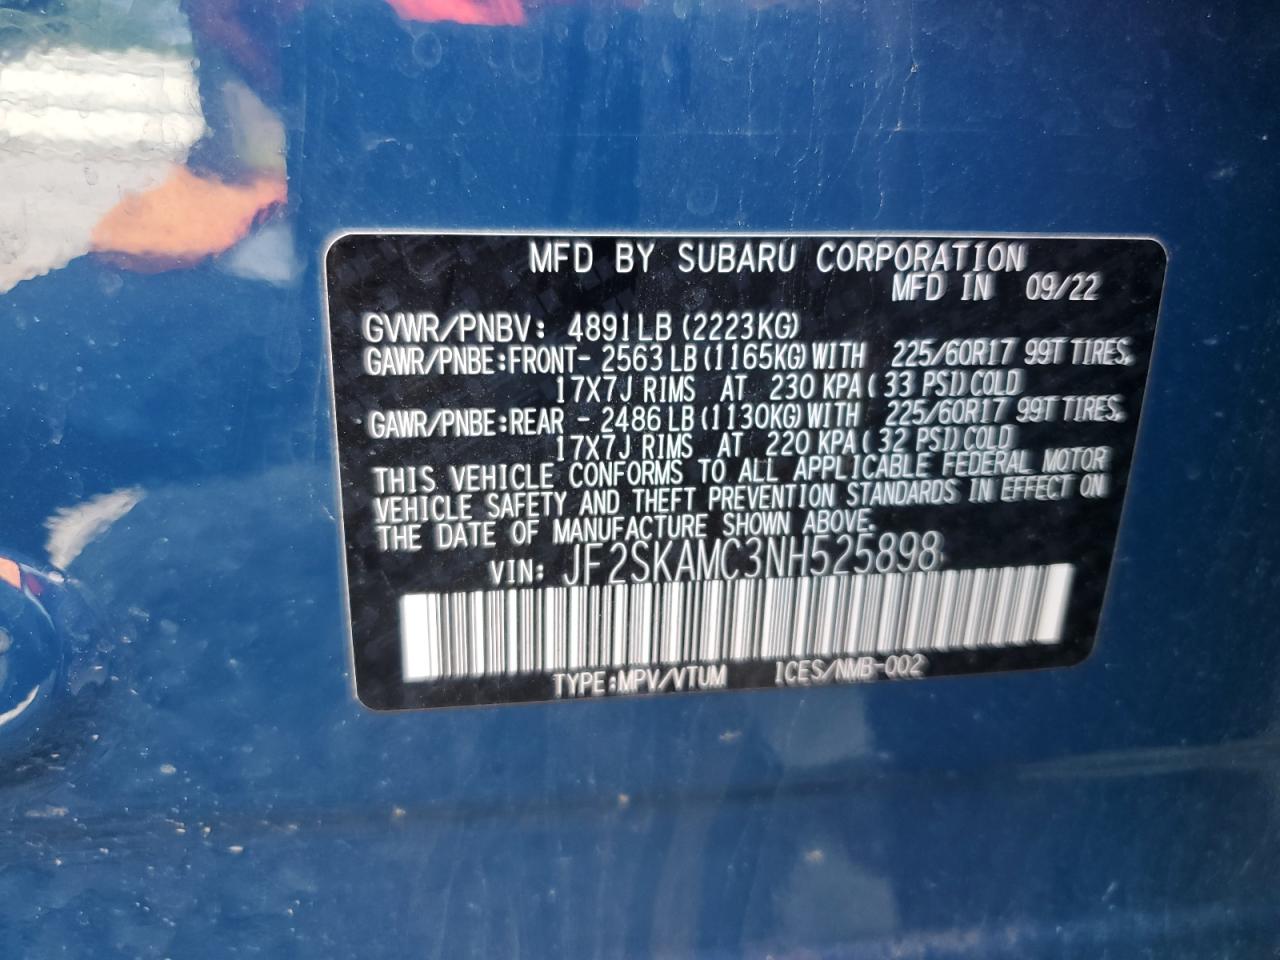 MFD BY SUBARU CORPORATION
MFD IN 09/22
GVWR/PNBV: 4891LB (2223KG)
GAWR/PNBE:FRONT- 2563 LB (1165KG) WITH 225/60R17 99T TIRES,
17X7J RIMS AT 230 KPA ( 33 PSI) COLD
GAWR/PNBE:REAR - 2486 LB (1130KG) WITH 225/60R17 99T TIRES,
17X7J RIMS AT 220 KPA ( 32 PSI) COLD
THIS VEHICLE CONFORMS TO ALL APPLICABLE FEDERAL MOTOR
VEHICLE SAFETY AND THEFT PREVENTION STANDARDS IN EFFECT ON
THE DATE OF MANUFACTURE SHOWN ABOVE.
VIN: JF2SKAMC3NH525898
TYPE:MPV/VTUM ICES/NMB-002